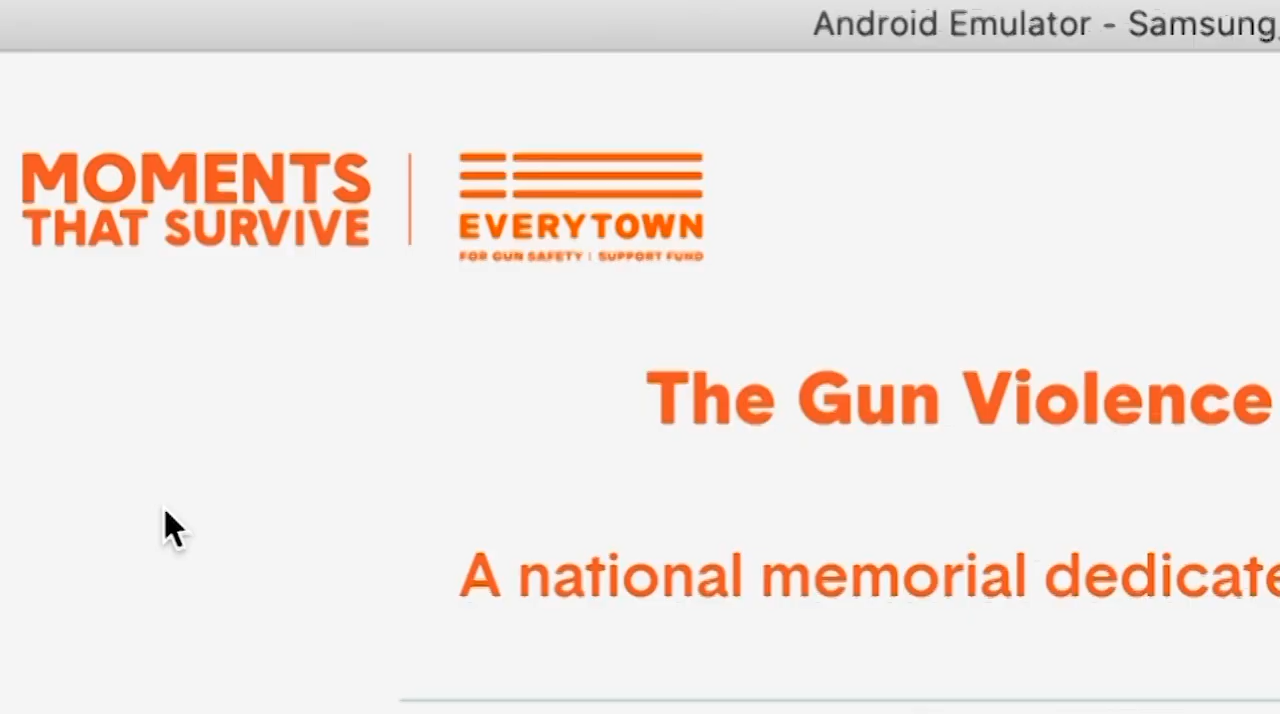 Android Emulator - Samsung
MOMENTS
THAT SURVIVE
EVERYTOWN
FOR GUN SAFETY | SUPPORT FUND
The Gun Violence
A national memorial dedicate